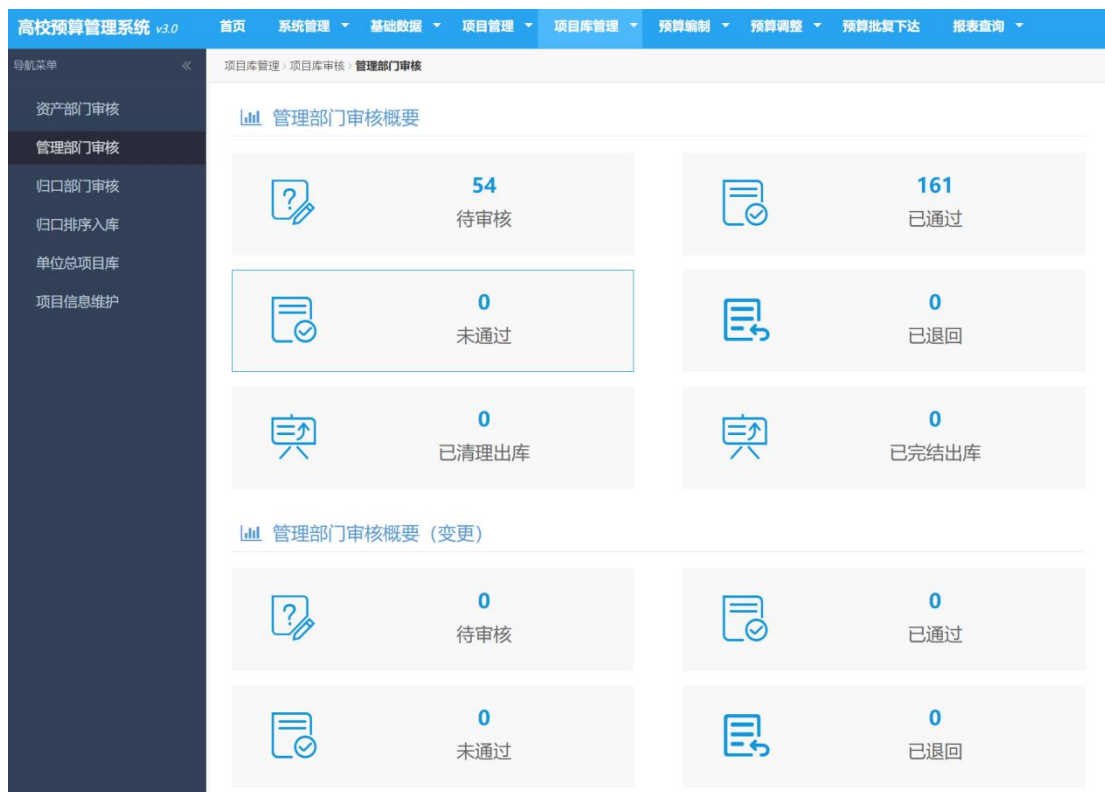 高校预算管理系统 v3.0 首页 系统管理 基础数据 项目管理 项目库管理 预算编制 预算调整 预算批复下达 报表查询
导航菜单 《 项目库管理 > 项目库审核 > 管理部门审核
资产部门审核
管理部门审核
归口部门审核
归口排序入库
单位总项目库
项目信息维护
管理部门审核概要
54
待审核
161
已通过
0
未通过
0
已退回
0
已清理出库
0
已完结出库
管理部门审核概要（变更）
0
待审核
0
已通过
0
未通过
0
已退回